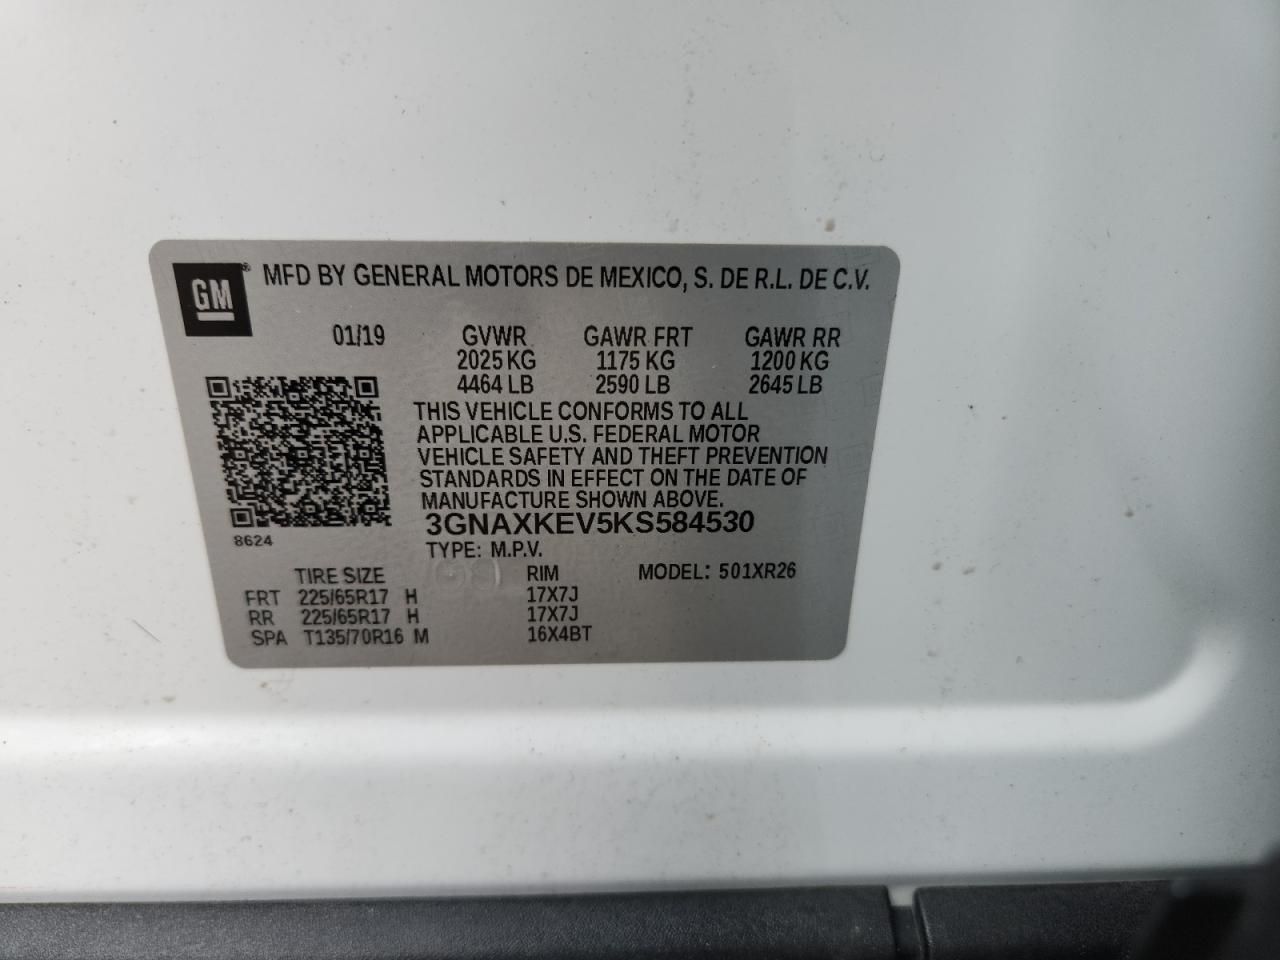 GM ® MFD BY GENERAL MOTORS DE MEXICO, S. DE R.L. DE C.V.
01/19 GVWR GAWR FRT GAWR RR
2025 KG 1175 KG 1200 KG
4464 LB 2590 LB 2645 LB
THIS VEHICLE CONFORMS TO ALL
APPLICABLE U.S. FEDERAL MOTOR
VEHICLE SAFETY AND THEFT PREVENTION
STANDARDS IN EFFECT ON THE DATE OF
MANUFACTURE SHOWN ABOVE.
3GNAXKEV5KS584530
8624
TYPE: M.P.V.
TIRE SIZE RIM MODEL: 501XR26
FRT 225/65R17 H 17X7J
RR 225/65R17 H 17X7J
SPA T135/70R16 M 16X4BT